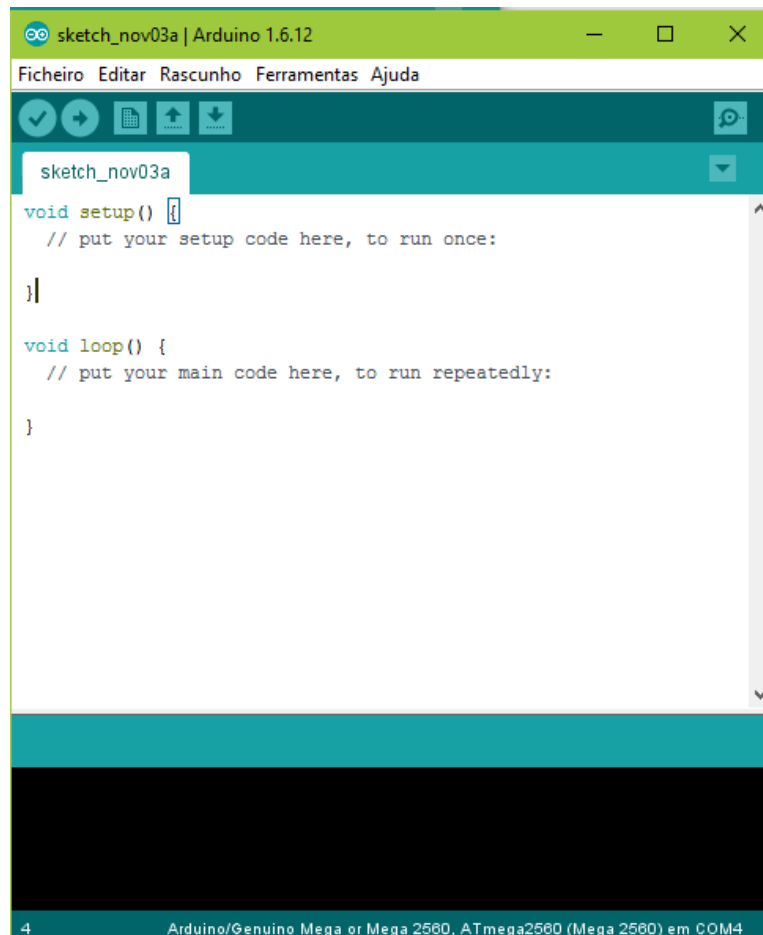 sketch_nov03a | Arduino 1.6.12
Ficheiro Editar Rascunho Ferramentas Ajuda
sketch_nov03a
void setup() {
  // put your setup code here, to run once:
}
void loop() {
  // put your main code here, to run repeatedly:
}
4 Arduino/Genuino Mega or Mega 2560, ATmega2560 (Mega 2560) em COM4